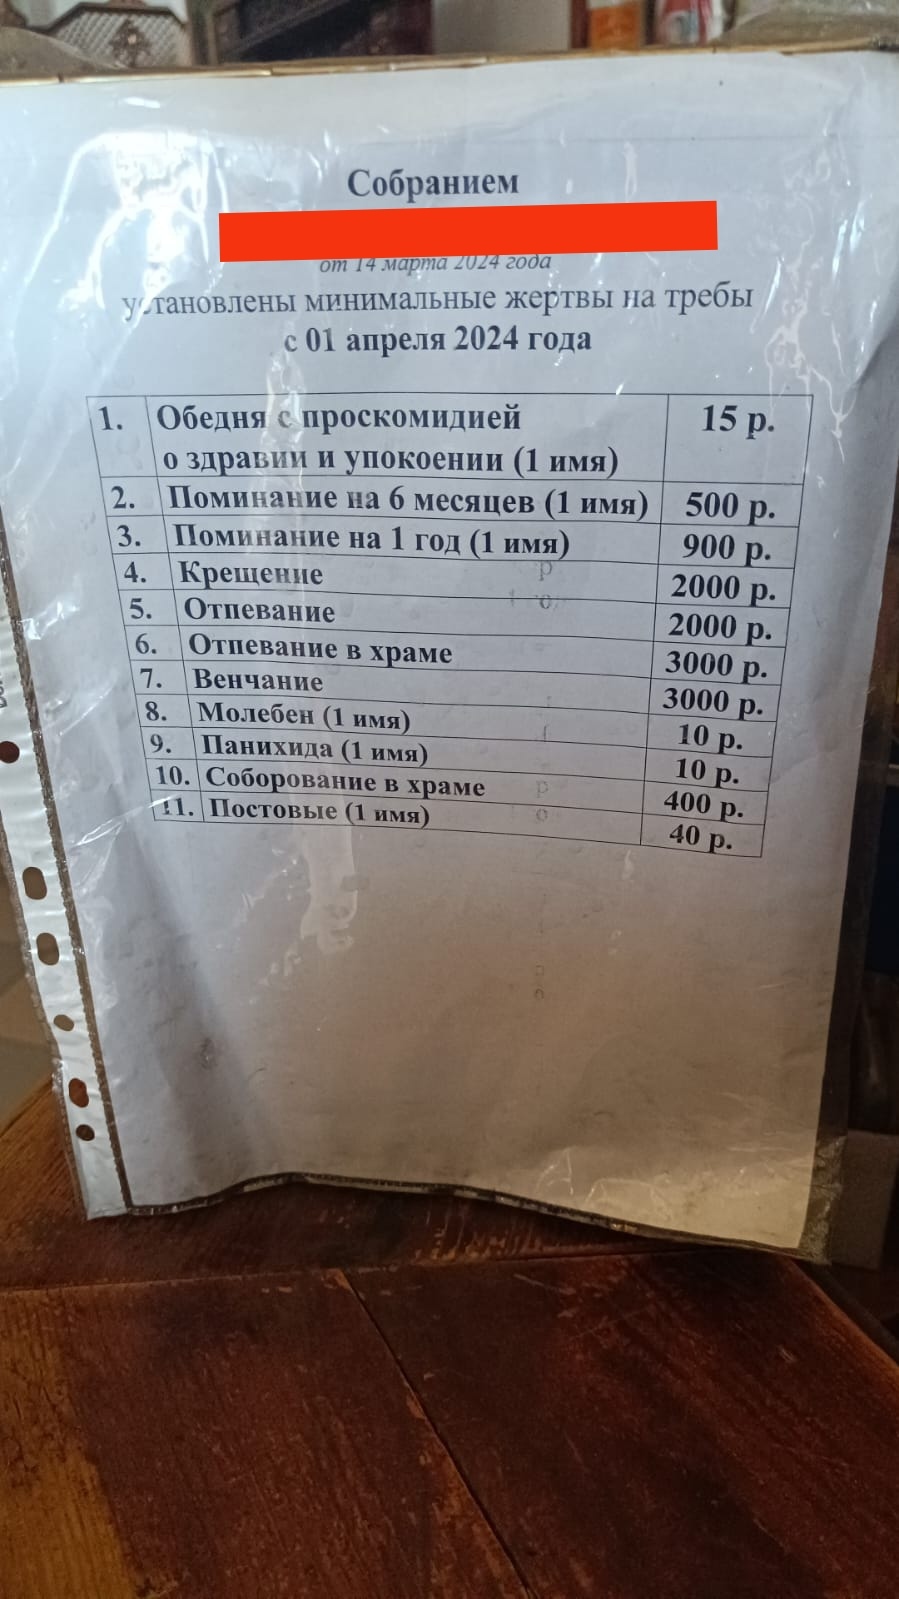 Собранием
от 14 марта 2024 года
установлены минимальные жертвы на требы
с 01 апреля 2024 года
1. Обедня с проскомидией 15 р.
о здравии и упокоении (1 имя)
2. Поминание на 6 месяцев (1 имя) 500 р.
3. Поминание на 1 год (1 имя) 900 р.
4. Крещение 2000 р.
5. Отпевание 2000 р.
6. Отпевание в храме 3000 р.
7. Венчание 3000 р.
8. Молебен (1 имя) 10 р.
9. Панихида (1 имя) 10 р.
10. Соборование в храме 400 р.
11. Постовые (1 имя) 40 р.